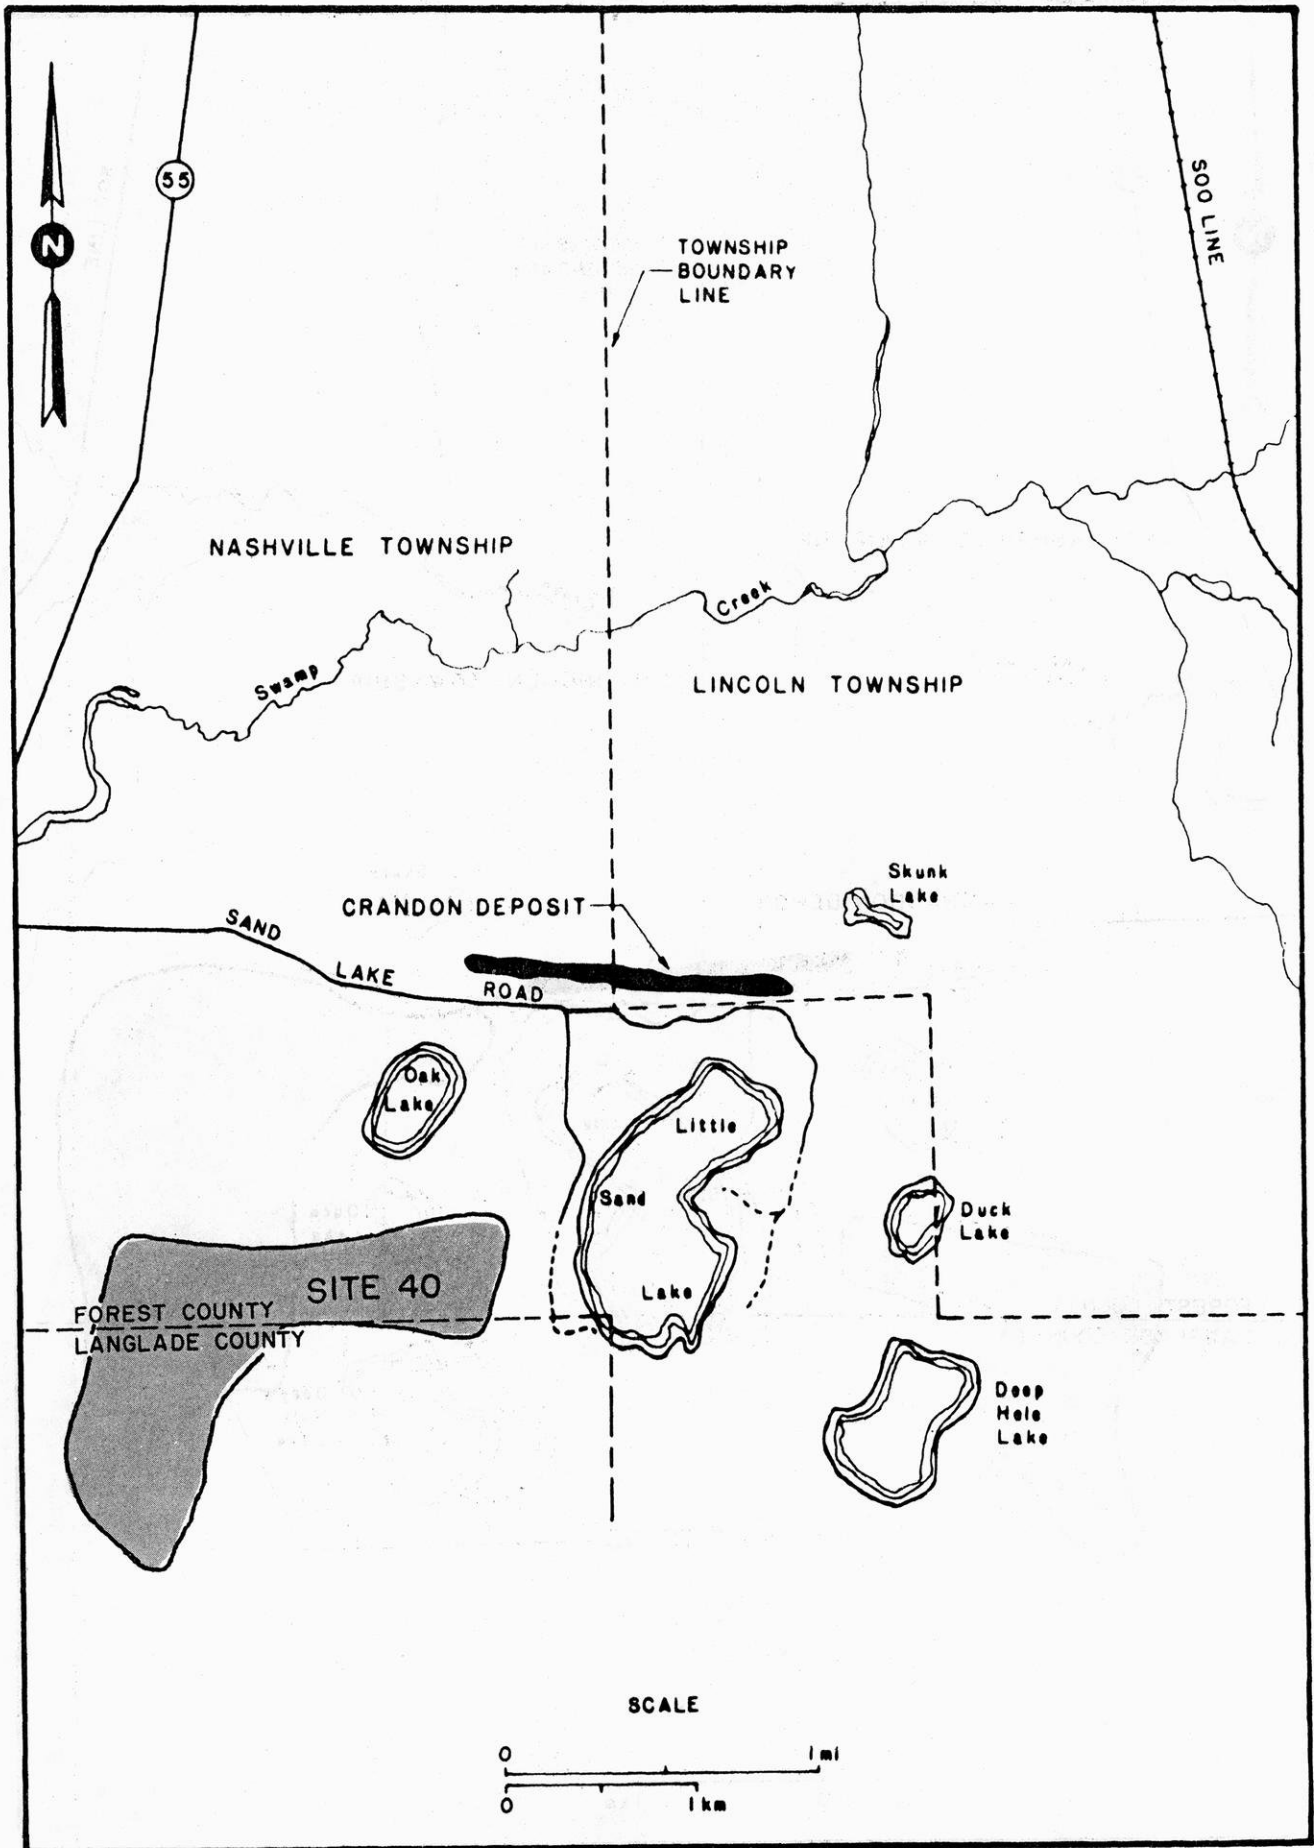 55
N
SOO LINE
TOWNSHIP
BOUNDARY
LINE
NASHVILLE TOWNSHIP
Swamp
Creek
LINCOLN TOWNSHIP
Skunk
Lake
CRANDON DEPOSIT
SAND
LAKE
ROAD
Oak
Lake
Little
Sand
Lake
Duck
Lake
SITE 40
FOREST COUNTY
LANGLADE COUNTY
Deep
Hole
Lake
SCALE
0 1 mi
0 1 km